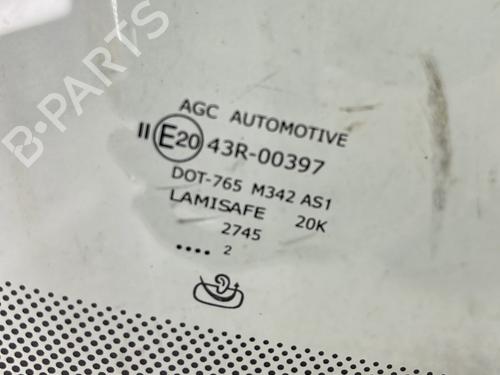 B-PARTS
AGC AUTOMOTIVE
II E20 43R-00397
DOT-765 M342 AS1
LAMISAFE 20K
2745
.... 2